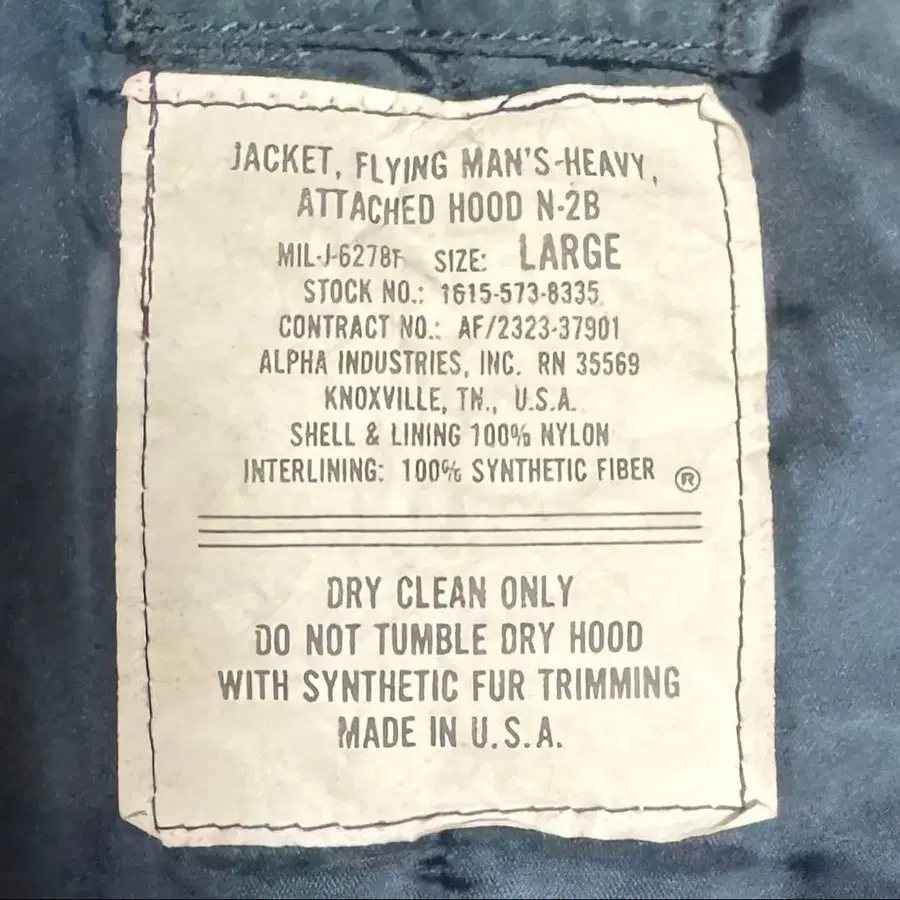 JACKET, FLYING MAN'S-HEAVY,
ATTACHED HOOD N-2B
MIL-J-6278F SIZE: LARGE
STOCK NO.: 1615-573-8335
CONTRACT NO.: AF/2323-37901
ALPHA INDUSTRIES, INC. RN 35569
KNOXVILLE, TN., U.S.A.
SHELL & LINING 100% NYLON
INTERLINING: 100% SYNTHETIC FIBER ®
DRY CLEAN ONLY
DO NOT TUMBLE DRY HOOD
WITH SYNTHETIC FUR TRIMMING
MADE IN U.S.A.